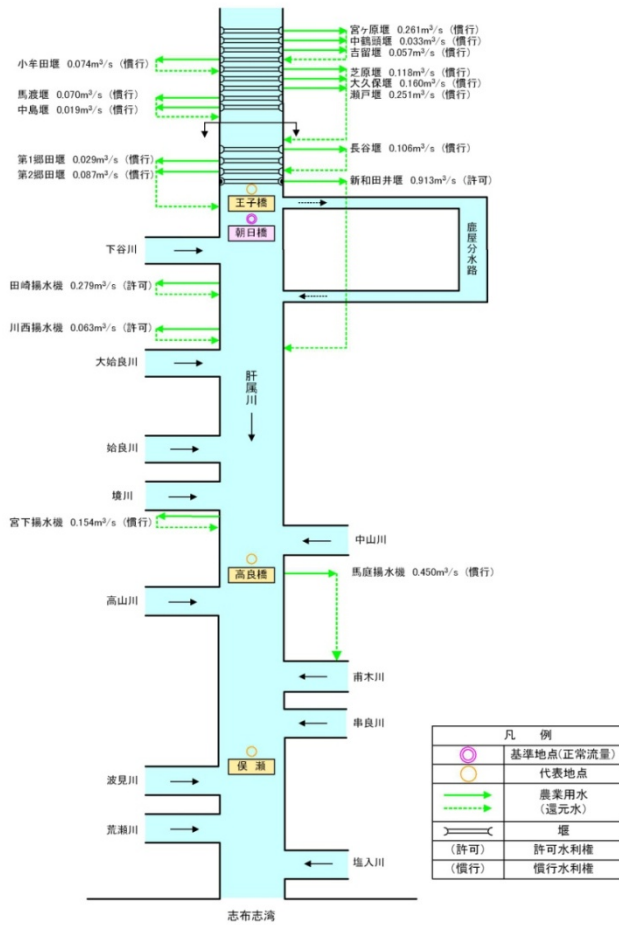 宮ヶ原堰 0.261m³/s (慣行)
中鶴頭堰 0.033m³/s (慣行)
吉留堰 0.057m³/s (慣行)
小牟田堰 0.074m³/s (慣行)
芝原堰 0.118m³/s (慣行)
大久保堰 0.160m³/s (慣行)
瀬戸堰 0.251m³/s (慣行)
馬渡堰 0.070m³/s (慣行)
中島堰 0.019m³/s (慣行)
長谷堰 0.106m³/s (慣行)
第1郷田堰 0.029m³/s (慣行)
第2郷田堰 0.087m³/s (慣行)
新和田井堰 0.913m³/s (許可)
王子橋
朝日橋
下谷川
鹿屋分水路
田崎揚水機 0.279m³/s (許可)
川西揚水機 0.063m³/s (許可)
大姶良川
肝属川
姶良川
境川
宮下揚水機 0.154m³/s (慣行)
中山川
高良橋
馬庭揚水機 0.450m³/s (慣行)
高山川
甫木川
串良川
俣瀬
波見川
荒瀬川
塩入川
志布志湾
凡 例
基準地点(正常流量)
代表地点
農業用水
(還元水)
堰
(許可) 許可水利権
(慣行) 慣行水利権